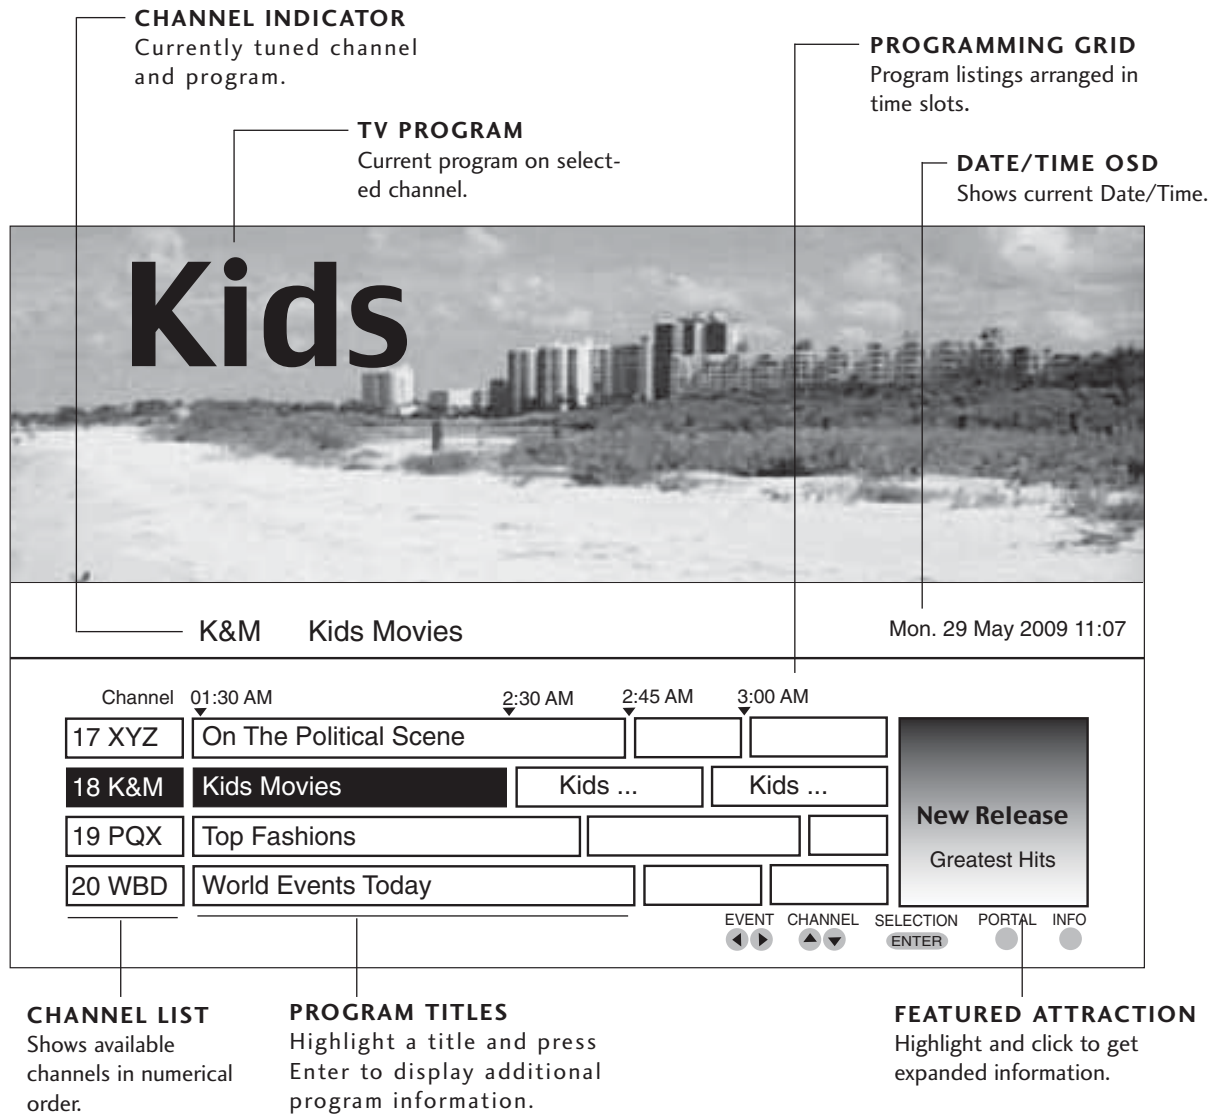 CHANNEL INDICATOR
Currently tuned channel
and program.
PROGRAMMING GRID
Program listings arranged in
time slots.
TV PROGRAM
Current program on select-
ed channel.
DATE/TIME OSD
Shows current Date/Time.
Kids
K&M Kids Movies
Mon. 29 May 2009 11:07
Channel 01:30 AM 2:30 AM 2:45 AM 3:00 AM
17 XYZ On The Political Scene
18 K&M Kids Movies Kids ... Kids ...
19 PQX Top Fashions
20 WBD World Events Today
New Release
Greatest Hits
EVENT CHANNEL SELECTION PORTAL INFO
ENTER
CHANNEL LIST
Shows available
channels in numerical
order.
PROGRAM TITLES
Highlight a title and press
Enter to display additional
program information.
FEATURED ATTRACTION
Highlight and click to get
expanded information.